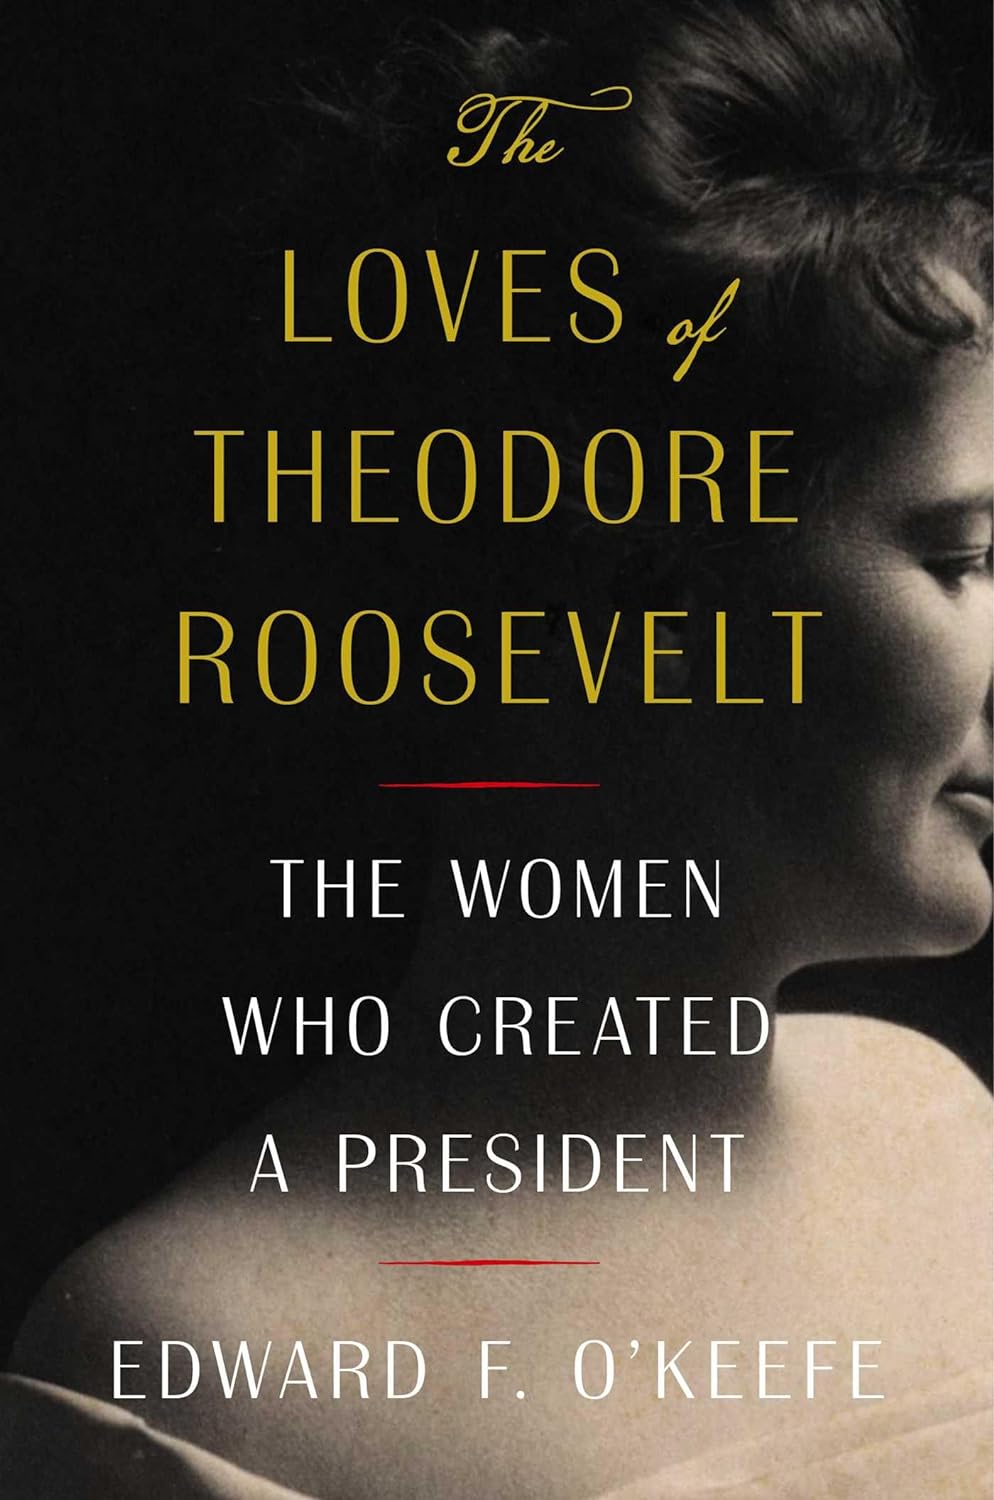 The
LOVES of
THEODORE
ROOSEVELT
THE WOMEN
WHO CREATED
A PRESIDENT
EDWARD F. O'KEEFE